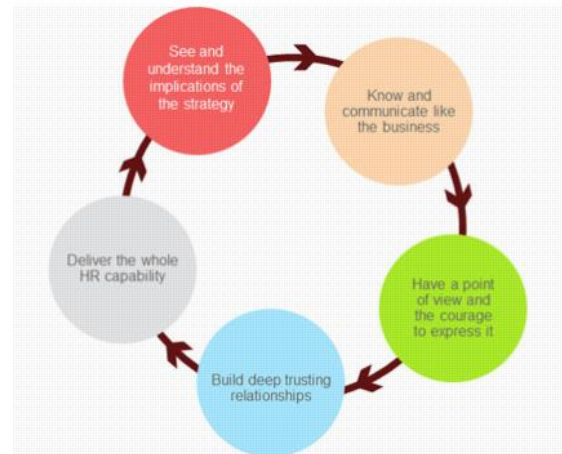 See and
understand the
implications of
the strategy
Know and
communicate like
the business
Have a point
of view and
the courage
to express it
Build deep trusting
relationships
Deliver the whole
HR capability